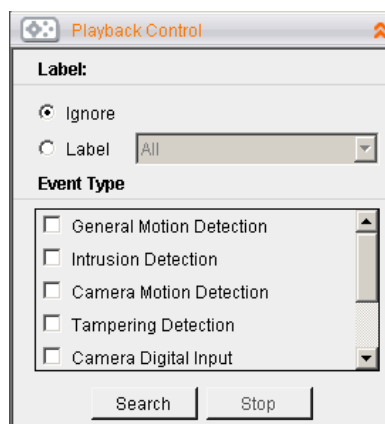 Playback Control
Label:
Ignore
Label All
Event Type
General Motion Detection
Intrusion Detection
Camera Motion Detection
Tampering Detection
Camera Digital Input
Search Stop